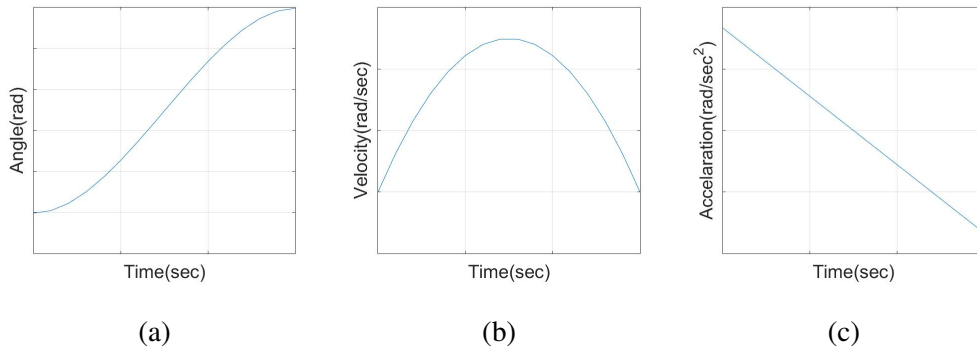 Angle(rad)
Time(sec)
(a)
Velocity(rad/sec)
Time(sec)
(b)
Accelaration(rad/sec²)
Time(sec)
(c)